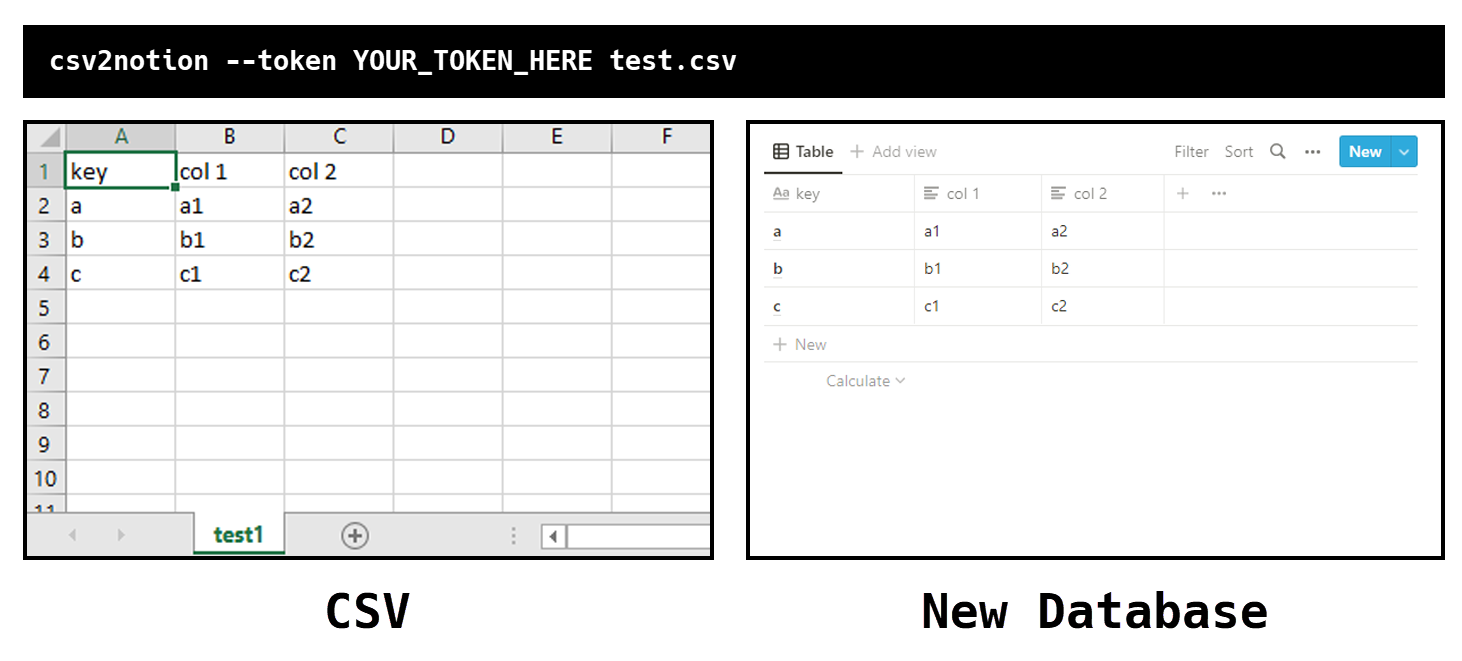 csv2notion --token YOUR_TOKEN_HERE test.csv
A B C D E F
1 key col 1 col 2
2 a a1 a2
3 b b1 b2
4 c c1 c2
5
6
7
8
9
10
11
test1
Table Add view Filter Sort New
Aa key col 1 col 2
a a1 a2
b b1 b2
c c1 c2
New
Calculate
CSV
New Database